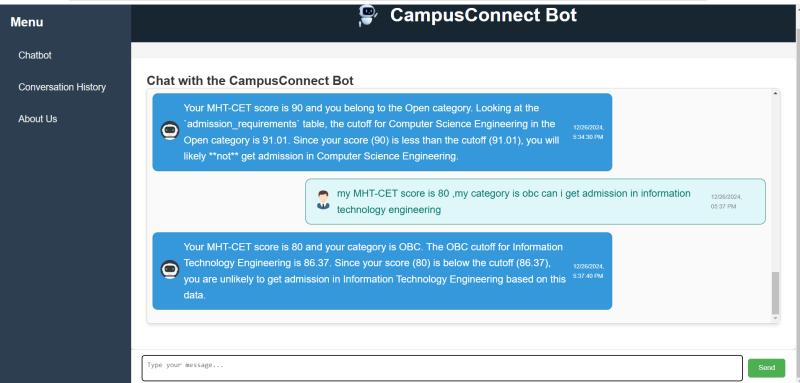 Menu
Chatbot
Conversation History
About Us
CampusConnect Bot
Chat with the CampusConnect Bot
Your MHT-CET score is 90 and you belong to the Open category. Looking at the
`admission_requirements` table, the cutoff for Computer Science Engineering in the
Open category is 91.01. Since your score (90) is less than the cutoff (91.01), you will
likely **not** get admission in Computer Science Engineering.
12/26/2024,
5:34:30 PM
my MHT-CET score is 80 ,my category is obc can i get admission in information
technology engineering
12/26/2024,
05:37 PM
Your MHT-CET score is 80 and your category is OBC. The OBC cutoff for Information
Technology Engineering is 86.37. Since your score (80) is below the cutoff (86.37),
you are unlikely to get admission in Information Technology Engineering based on this
data.
12/26/2024,
5:37:40 PM
Type your message...
Send